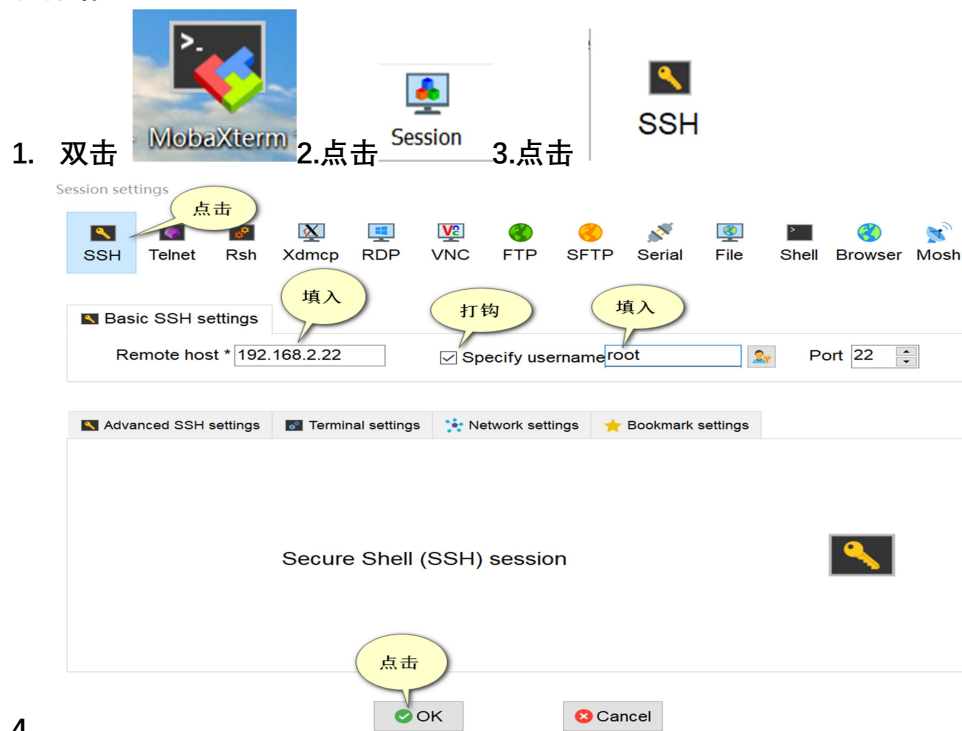 MobaXterm
Session
SSH
1. 双击 2.点击 3.点击
Session settings
点击
SSH Telnet Rsh Xdmcp RDP VNC FTP SFTP Serial File Shell Browser Mosh
填入
打钩
填入
Basic SSH settings
Remote host * 192.168.2.22 Specify username root Port 22
Advanced SSH settings Terminal settings Network settings Bookmark settings
Secure Shell (SSH) session
点击
OK Cancel
4